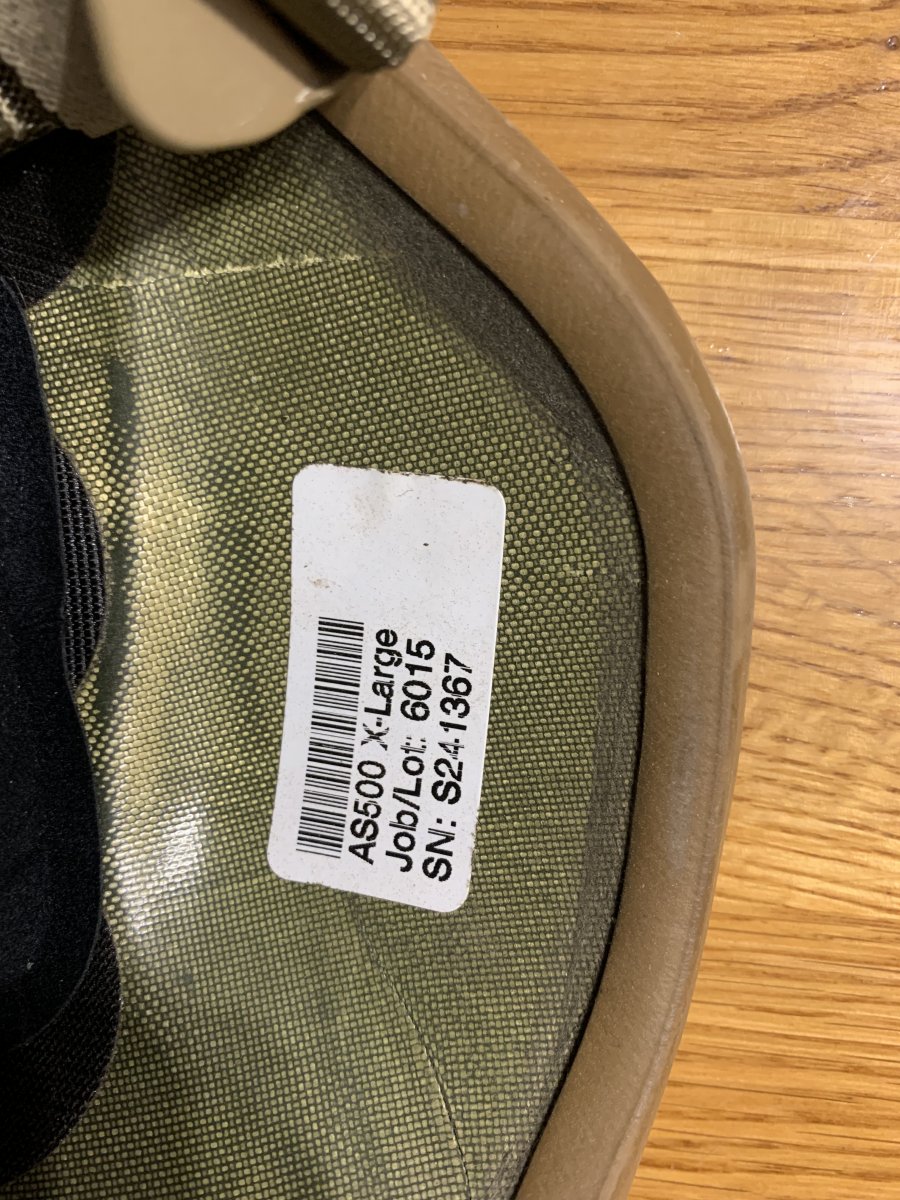 AS500 X-Large
Job/Lot: 6015
SN: S241367